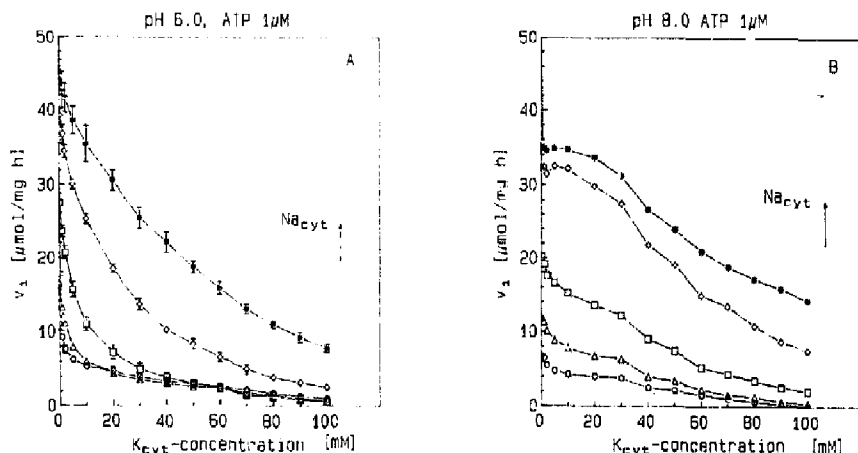 pH 6.0, ATP 1µM
A
50
40
30
20
10
0
v_i [µmol/mg h]
Na_cyt
0 20 40 60 80 100
K_cyt-concentration [mM]
pH 8.0 ATP 1µM
B
50
40
30
20
10
0
v_i [µmol/mg h]
Na_cyt
0 20 40 60 80 100
K_cyt-concentration [mM]